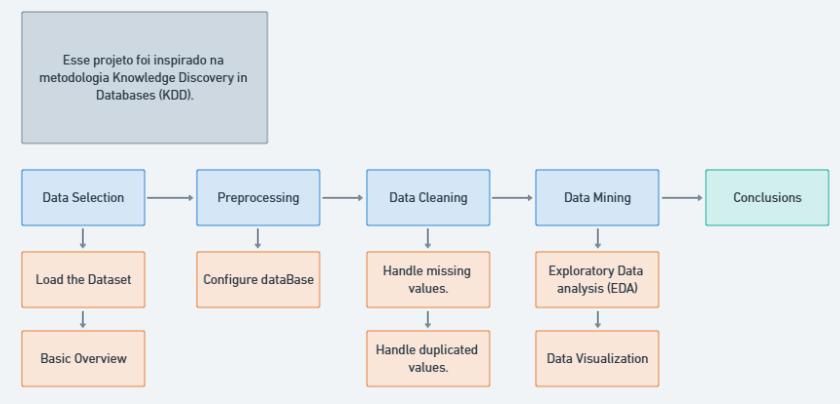 Esse projeto foi inspirado na
metodologia Knowledge Discovery in
Databases (KDD).
Data Selection
Preprocessing
Data Cleaning
Data Mining
Conclusions
Load the Dataset
Configure dataBase
Handle missing
values.
Exploratory Data
analysis (EDA)
Basic Overview
Handle duplicated
values.
Data Visualization